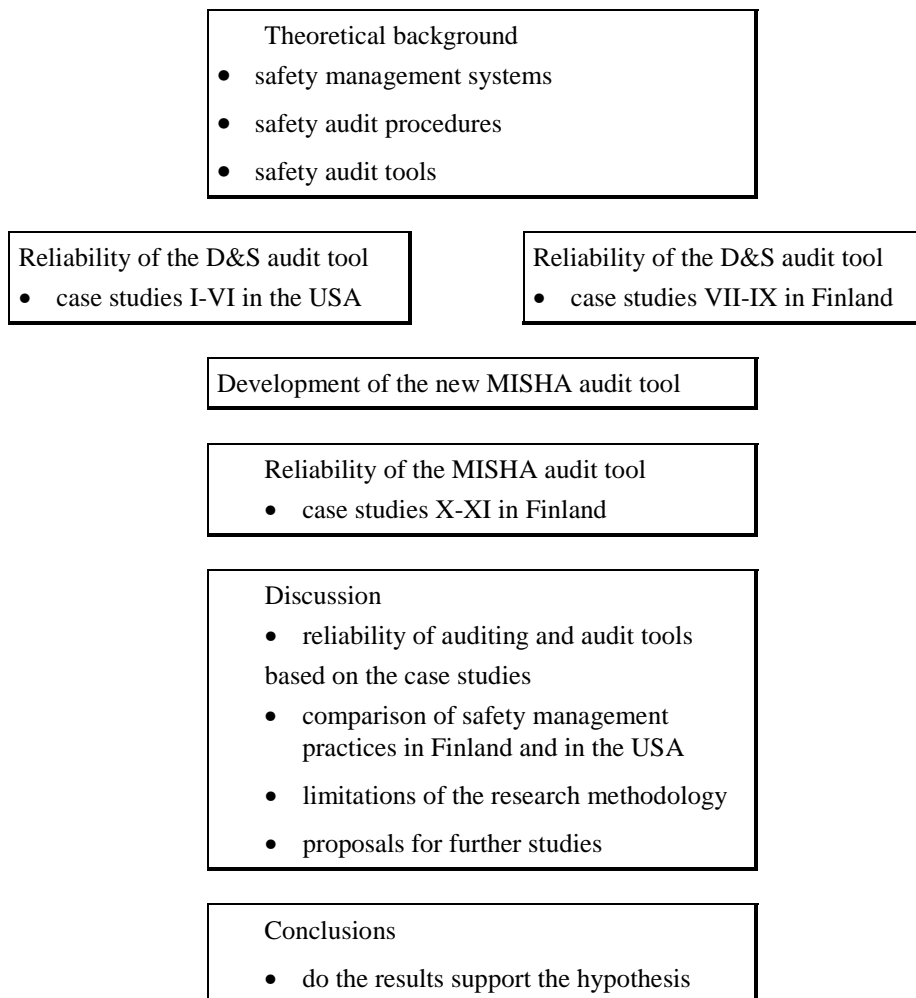 Theoretical background
• safety management systems
• safety audit procedures
• safety audit tools
Reliability of the D&S audit tool
• case studies I-VI in the USA
Reliability of the D&S audit tool
• case studies VII-IX in Finland
Development of the new MISHA audit tool
Reliability of the MISHA audit tool
• case studies X-XI in Finland
Discussion
• reliability of auditing and audit tools
based on the case studies
• comparison of safety management
practices in Finland and in the USA
• limitations of the research methodology
• proposals for further studies
Conclusions
• do the results support the hypothesis